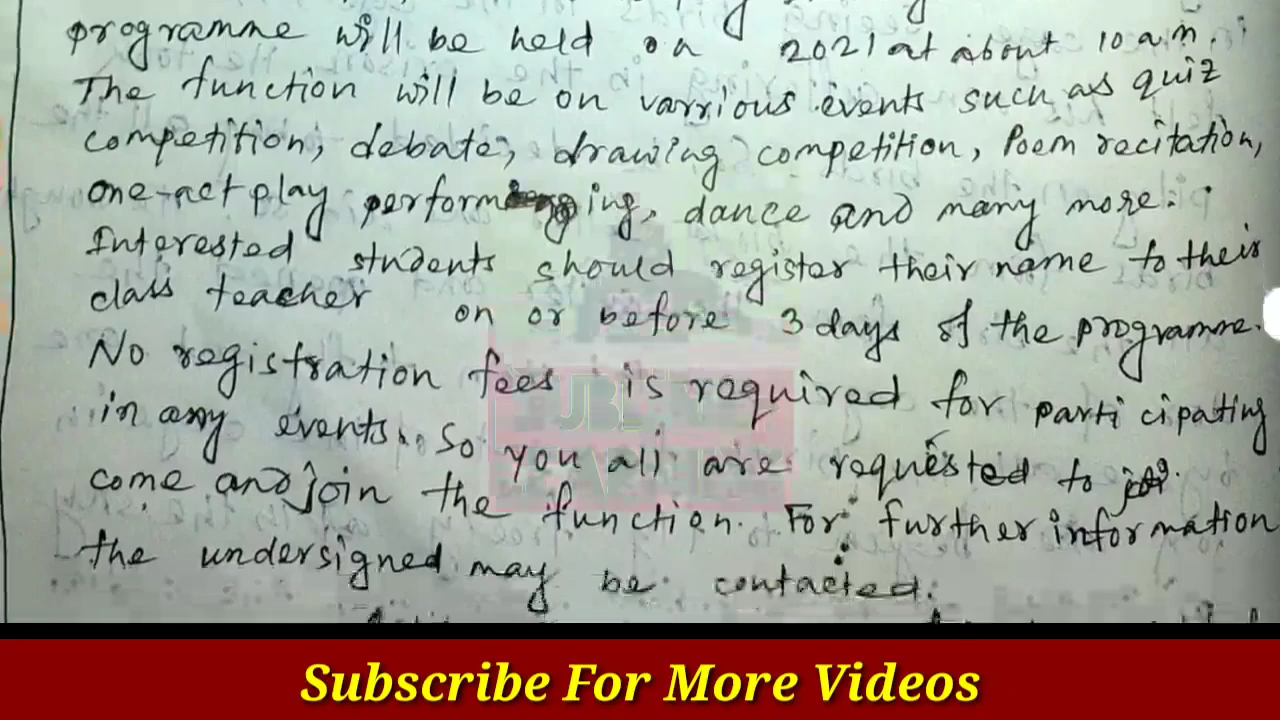 programme will be held on 2021 at about 10 a.m.
The function will be on varrious events such as quiz
competition, debate, drawing competition, Poem recitation,
one-act play performing, dance and many more.
Interested students should register their name to their
class teacher on or before 3 days of the programme.
No registration fees is required for participating
in any events. So you all are requested to
come and join the function. For further information
the undersigned may be contacted.
Subscribe For More Videos